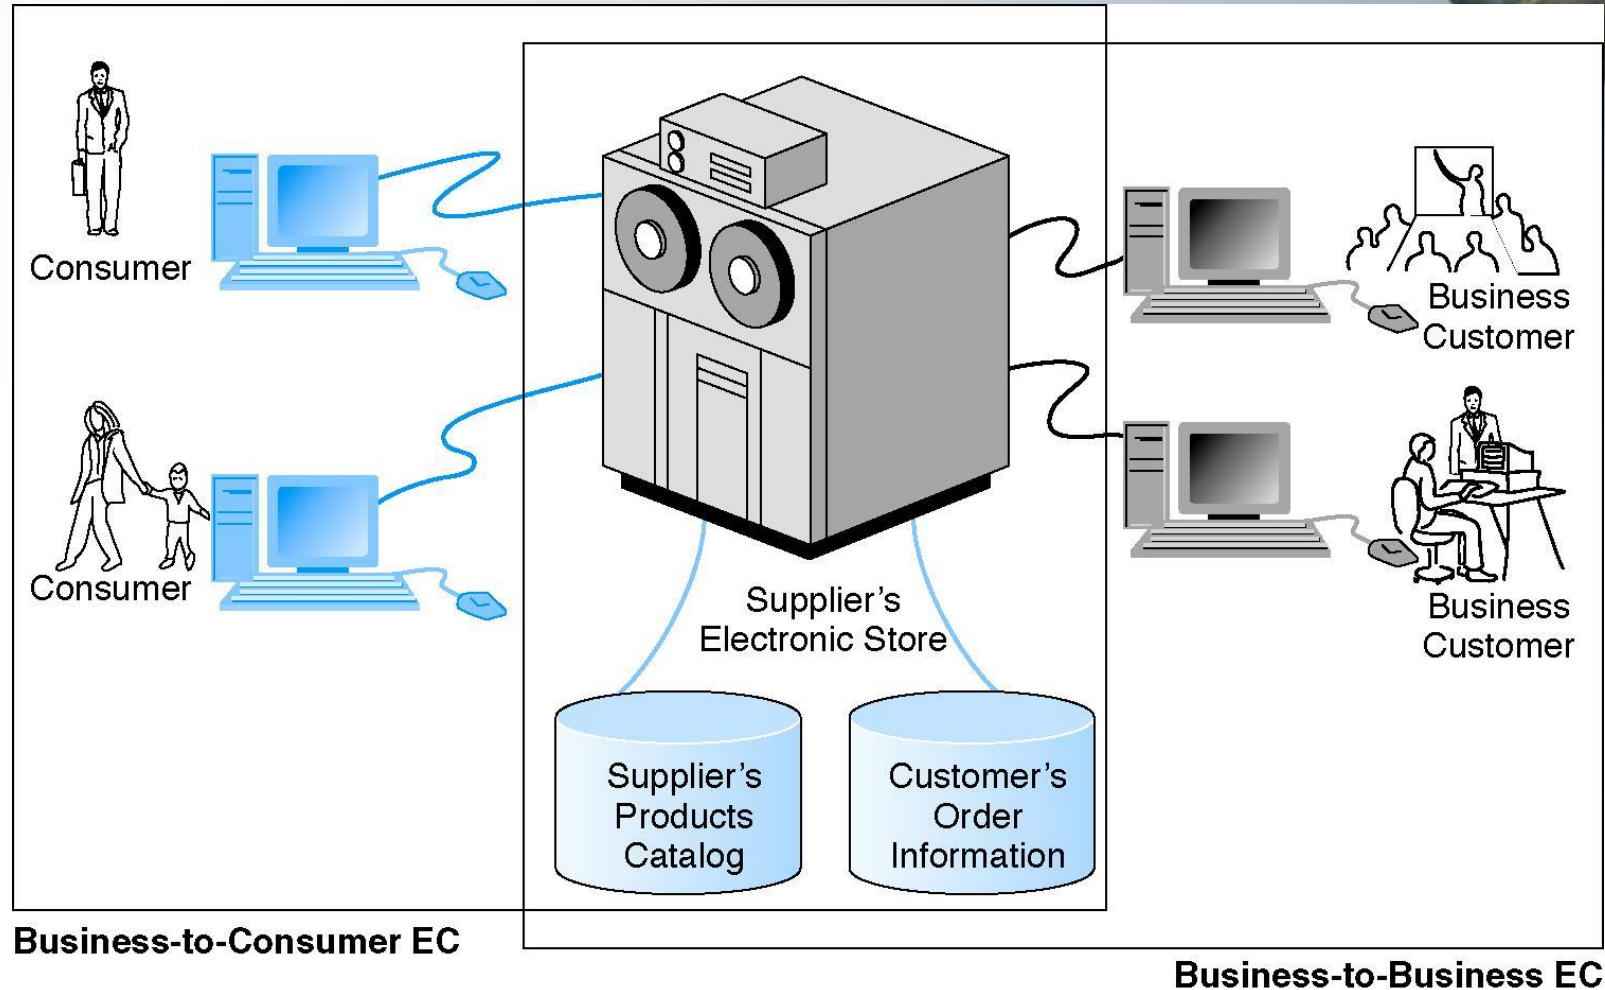 Consumer
Consumer
Supplier’s
Electronic Store
Supplier’s
Products
Catalog
Customer’s
Order
Information
Business
Customer
Business
Customer
Business-to-Consumer EC
Business-to-Business EC